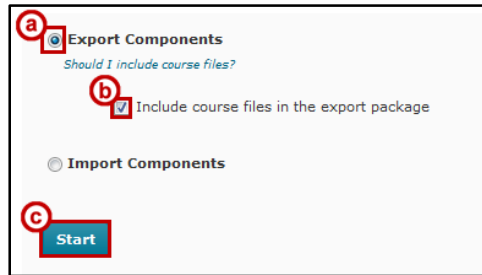 a
Export Components
Should I include course files?
b
Include course files in the export package
Import Components
c
Start